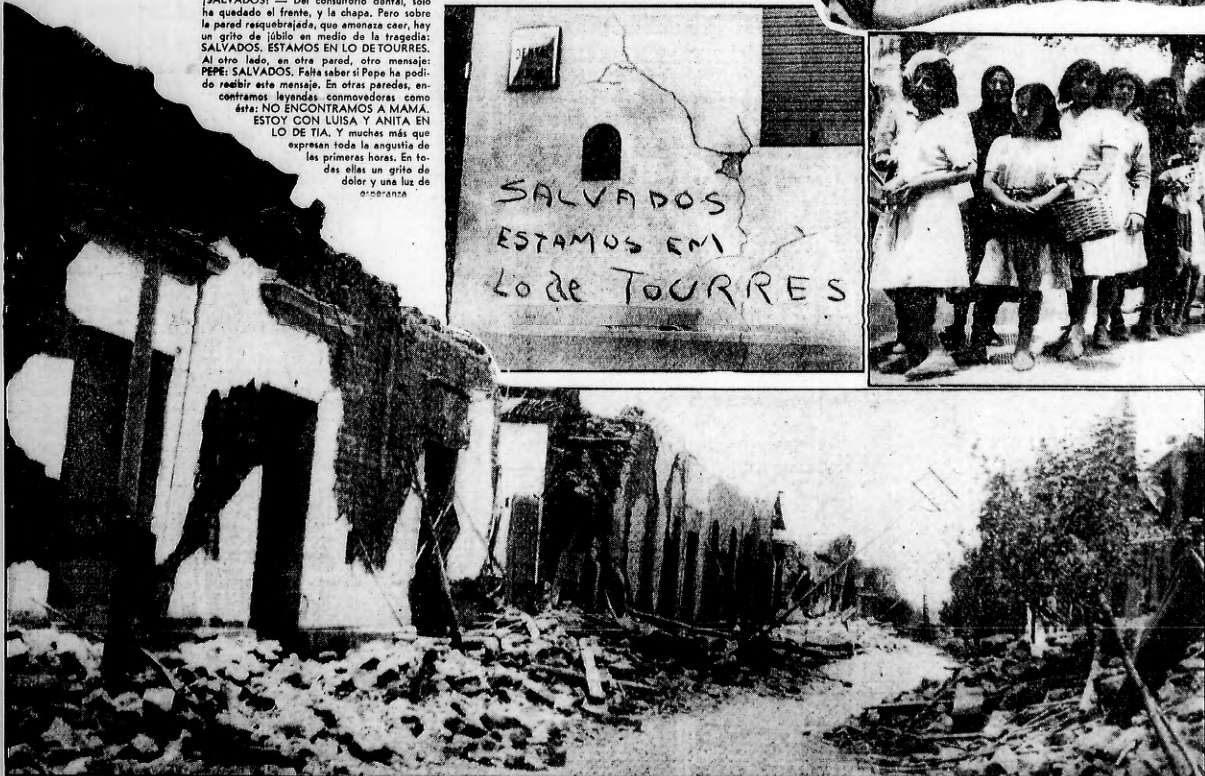 ¡SALVADOS! — Del consultorio dental, sólo
ha quedado el frente, y la chapa. Pero sobre
la pared resquebrajada, que amenaza caer, hay
un grito de júbilo en medio de la tragedia:
SALVADOS. ESTAMOS EN LO DE TOURRES.
Al otro lado, en otra pared, otro mensaje:
PEPE: SALVADOS. Falta saber si Pepe ha podi-
do recibir este mensaje. En otras paredes, en-
contramos leyendas conmovedoras como
ésta: NO ENCONTRAMOS A MAMÁ.
ESTOY CON LUISA Y ANITA EN
LO DE TIA. Y muchas más que
expresan toda la angustia de
las primeras horas. En to-
das ellas un grito de
dolor y una luz de
esperanza
SALVADOS
ESTAMOS EN
Lo de TOURRES